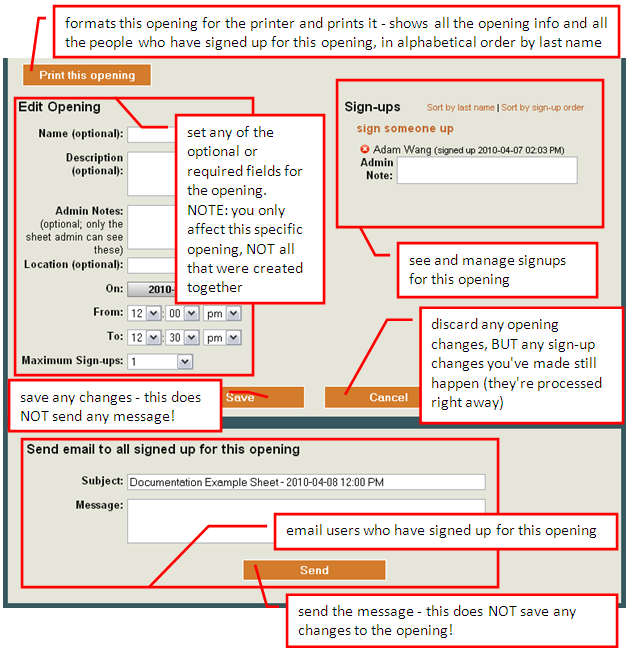 formats this opening for the printer and prints it - shows all the opening info and all
the people who have signed up for this opening, in alphabetical order by last name
Print this opening
Edit Opening
Name (optional):
Description
(optional):
Admin Notes:
(optional; only the
sheet admin can see
these)
Location (optional):
On:
2010-
From:
12 : 00 pm
To:
12 : 30 pm
Maximum Sign-ups:
1
set any of the
optional or
required fields for
the opening.
NOTE: you only
affect this specific
opening, NOT all
that were created
together
Sign-ups
Sort by last name | Sort by sign-up order
sign someone up
Adam Wang (signed up 2010-04-07 02:03 PM)
Admin
Note:
see and manage signups
for this opening
discard any opening
changes, BUT any sign-up
changes you've made still
happen (they're processed
right away)
save any changes - this does
NOT send any message!
Save
Cancel
Send email to all signed up for this opening
Subject:
Documentation Example Sheet - 2010-04-08 12:00 PM
Message:
email users who have signed up for this opening
Send
send the message - this does NOT save any
changes to the opening!